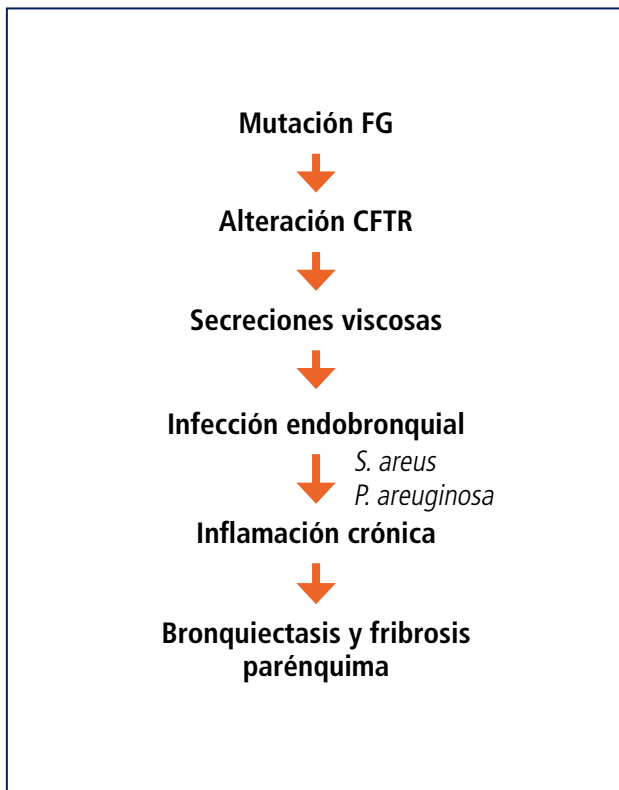 Mutación FG
Alteración CFTR
Secreciones viscosas
Infección endobronquial
S. areus
P. areuginosa
Inflamación crónica
Bronquiectasis y fribrosis
parénquima